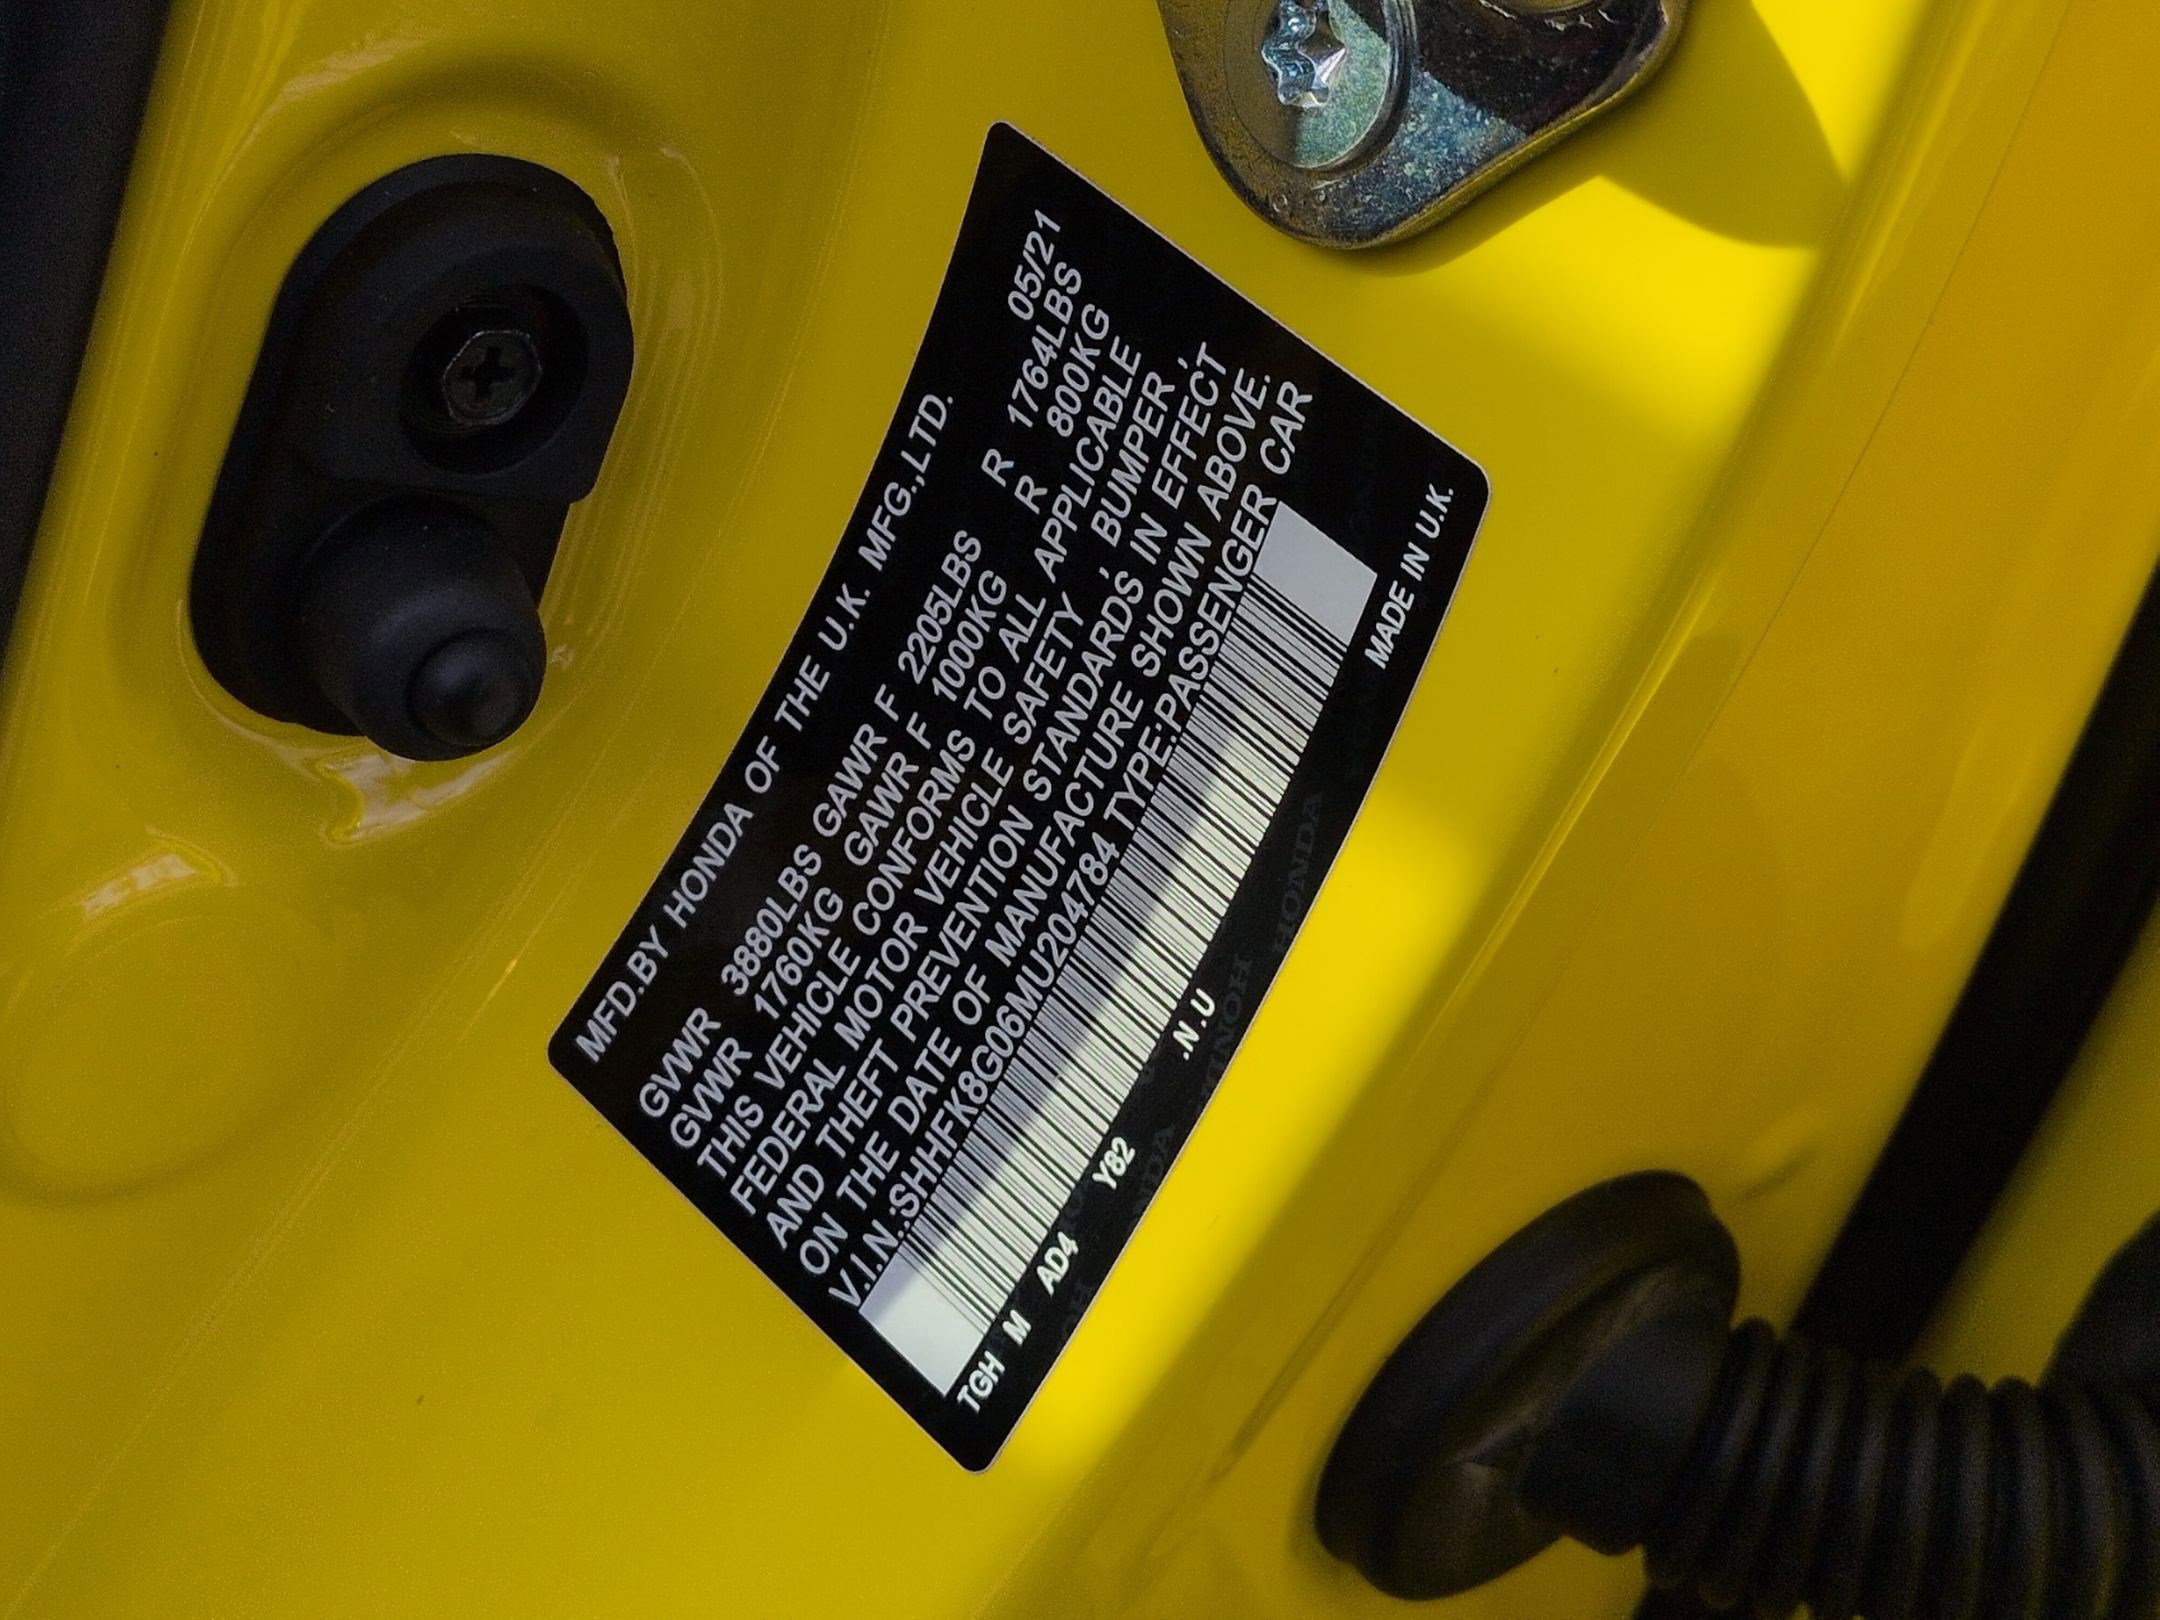 MFD.BY HONDA OF THE U.K. MFG.,LTD. 05/21
GVWR 3880LBS GAWR F 2205LBS R 1764LBS
GVWR 1760KG GAWR F 1000KG R 800KG
THIS VEHICLE CONFORMS TO ALL APPLICABLE
FEDERAL MOTOR VEHICLE SAFETY, BUMPER,
AND THEFT PREVENTION STANDARDS IN EFFECT
ON THE DATE OF MANUFACTURE SHOWN ABOVE.
V.I.N.:SHHFK8G06MU204784 TYPE:PASSENGER CAR
TGH M AD4 Y82 .N.U MADE IN U.K.
HONDA